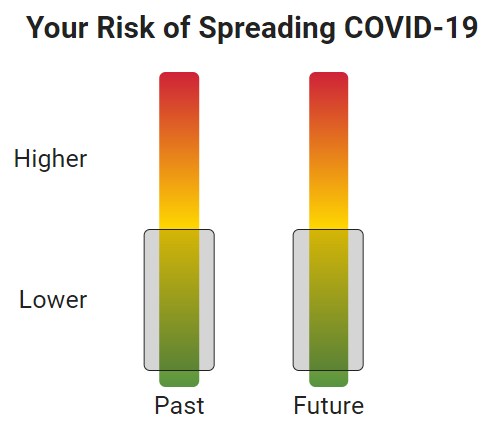 Your Risk of Spreading COVID-19
Higher
Lower
Past
Future